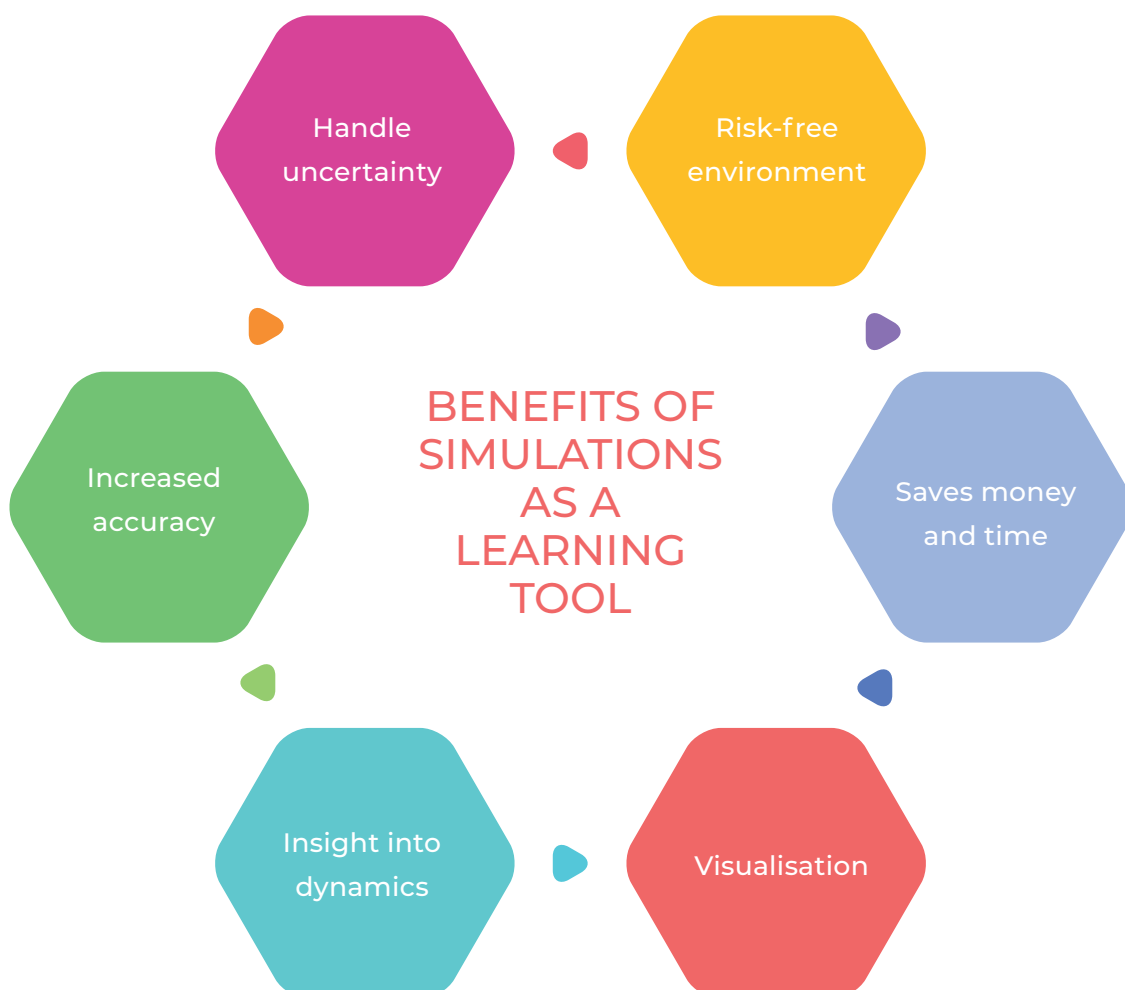 Handle
uncertainty
Risk-free
environment
BENEFITS OF
SIMULATIONS
AS A
LEARNING
TOOL
Increased
accuracy
Saves money
and time
Insight into
dynamics
Visualisation